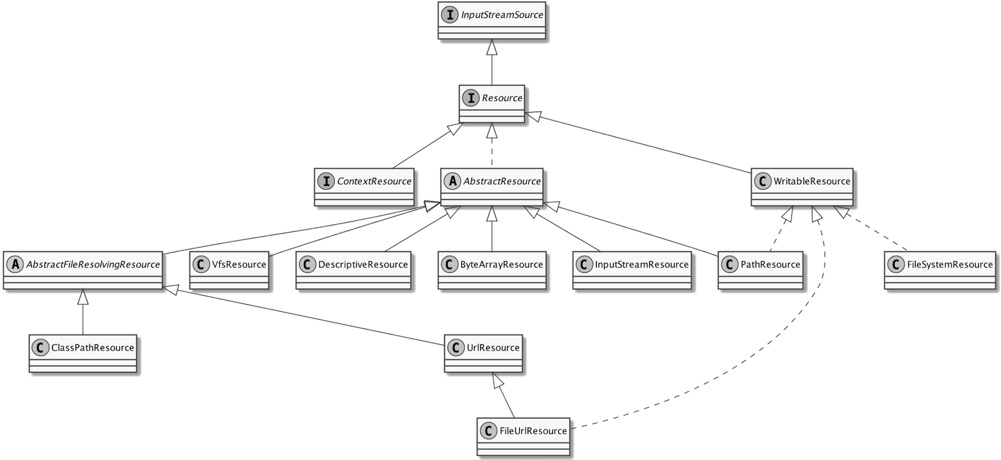 I InputStreamSource
I Resource
I ContextResource
A AbstractResource
C WritableResource
A AbstractFileResolvingResource
C VfsResource
C DescriptiveResource
C ByteArrayResource
C InputStreamResource
C PathResource
C FileSystemResource
C ClassPathResource
C UrlResource
C FileUrlResource